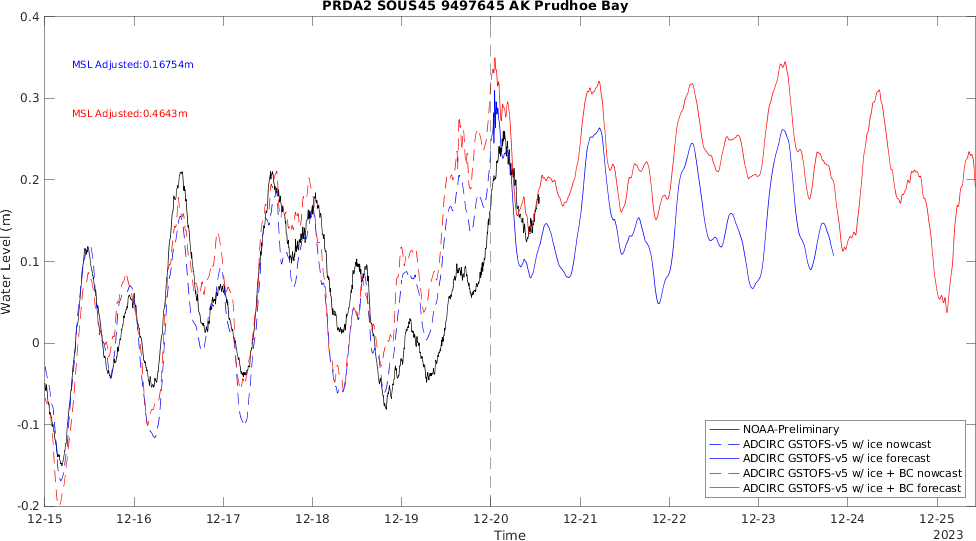 PRDA2 SOUS45 9497645 AK Prudhoe Bay
0.4
MSL Adjusted:0.16754m
0.3
MSL Adjusted:0.4643m
0.2
Water Level (m)
0.1
0
-0.1
-0.2
NOAA-Preliminary
ADCIRC GSTOFS-v5 w/ ice nowcast
ADCIRC GSTOFS-v5 w/ ice forecast
ADCIRC GSTOFS-v5 w/ ice + BC nowcast
ADCIRC GSTOFS-v5 w/ ice + BC forecast
12-15 12-16 12-17 12-18 12-19 12-20 12-21 12-22 12-23 12-24 12-25
Time
2023